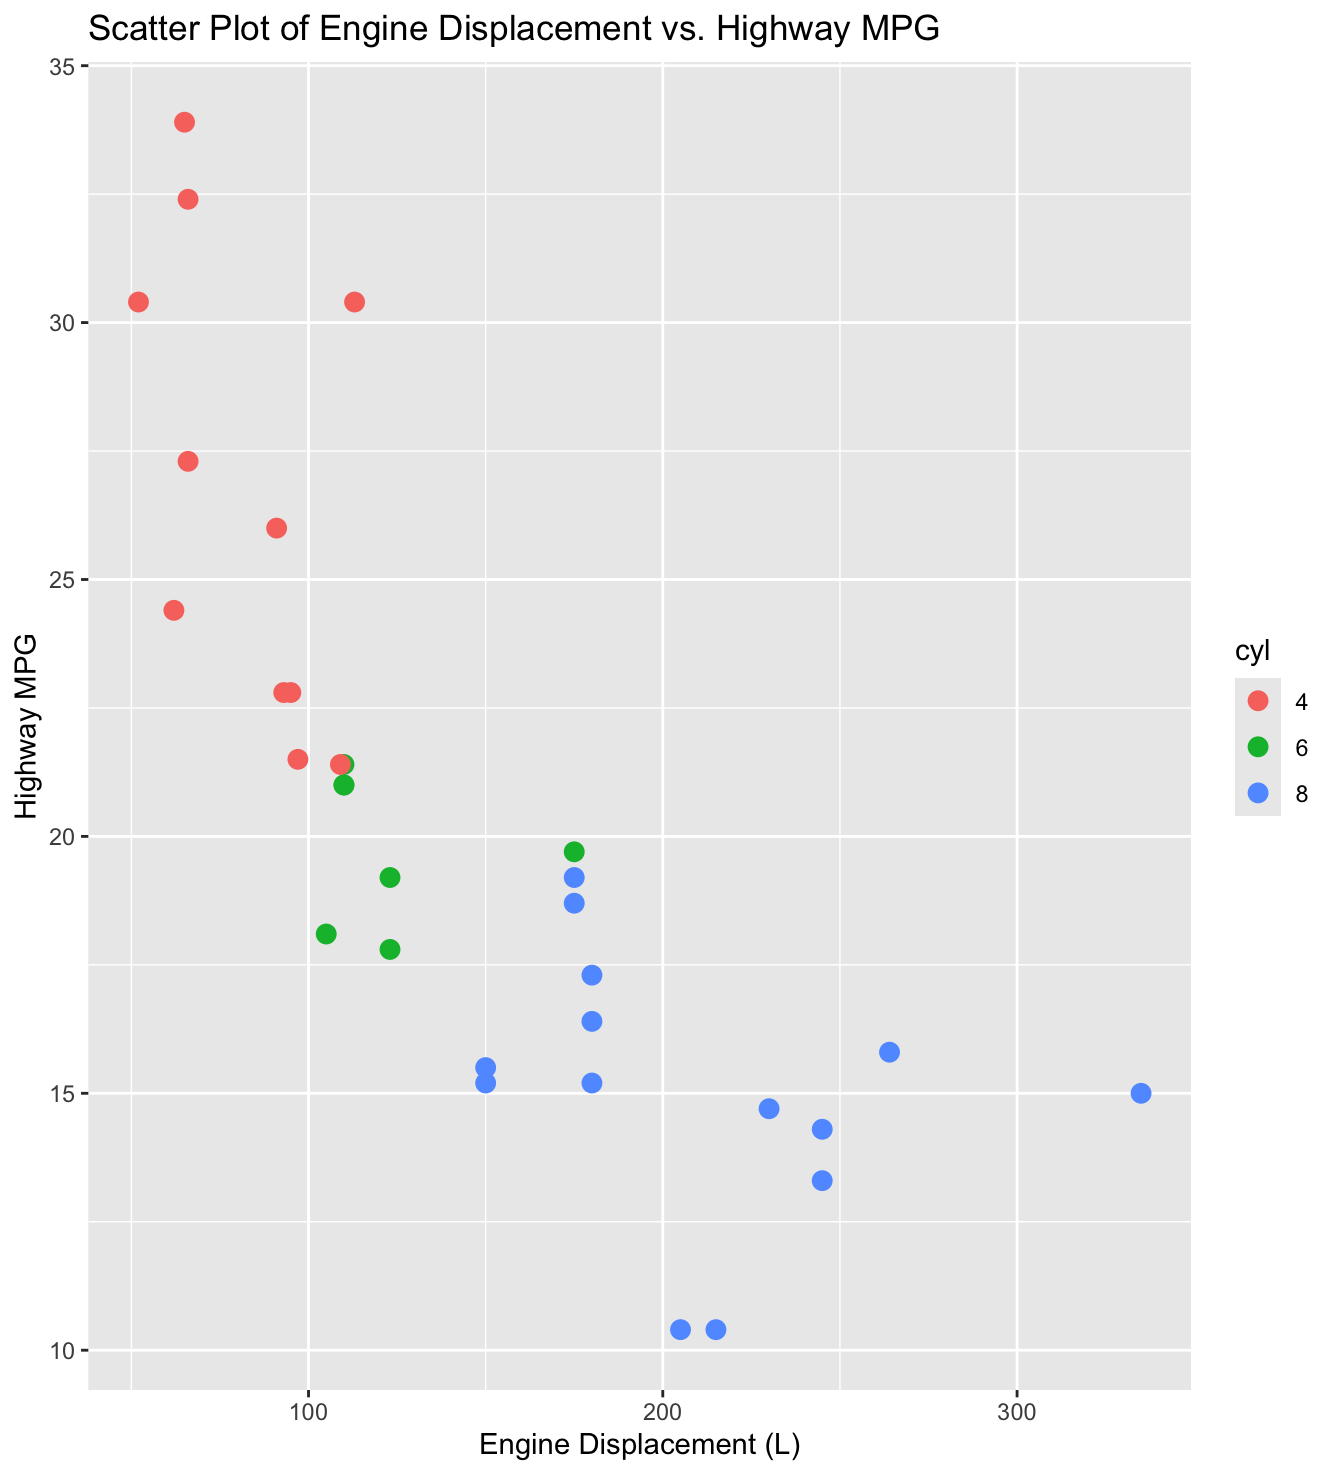 Scatter Plot of Engine Displacement vs. Highway MPG
35
30
25
20
15
10
Highway MPG
100 200 300
Engine Displacement (L)
cyl
4
6
8